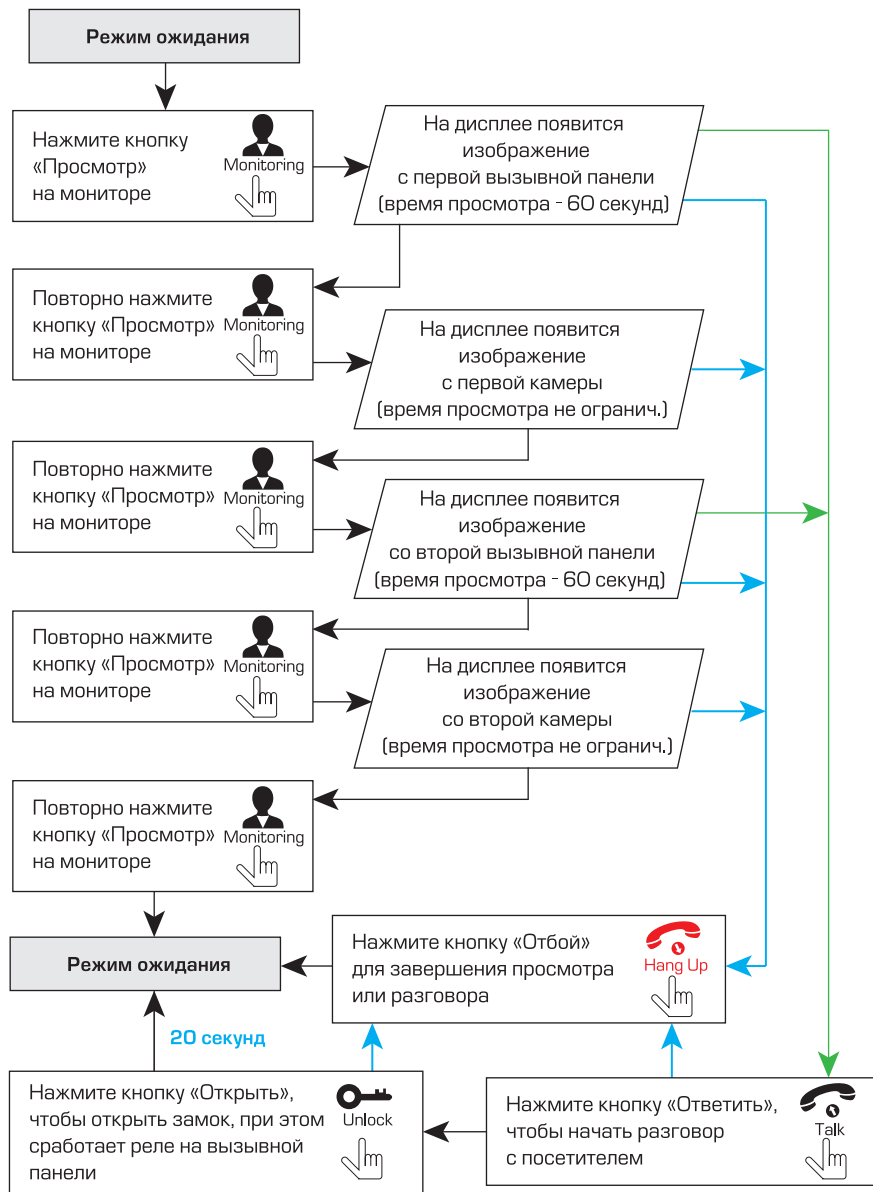 Режим ожидания
Нажмите кнопку
«Просмотр»
на мониторе
Monitoring
На дисплее появится
изображение
с первой вызывной панели
(время просмотра - 60 секунд)
Повторно нажмите
кнопку «Просмотр»
на мониторе
Monitoring
На дисплее появится
изображение
с первой камеры
(время просмотра не огранич.)
Повторно нажмите
кнопку «Просмотр»
на мониторе
Monitoring
На дисплее появится
изображение
со второй вызывной панели
(время просмотра - 60 секунд)
Повторно нажмите
кнопку «Просмотр»
на мониторе
Monitoring
На дисплее появится
изображение
со второй камеры
(время просмотра не огранич.)
Повторно нажмите
кнопку «Просмотр»
на мониторе
Monitoring
Режим ожидания
Нажмите кнопку «Отбой»
для завершения просмотра
или разговора
Hang Up
20 секунд
Нажмите кнопку «Открыть»,
чтобы открыть замок, при этом
сработает реле на вызывной
панели
Unlock
Нажмите кнопку «Ответить»,
чтобы начать разговор
с посетителем
Talk